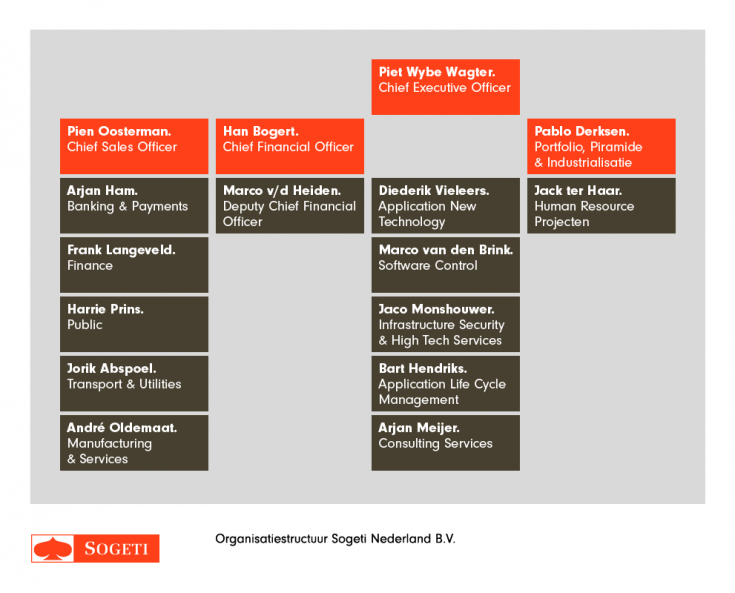 Piet Wybe Wagter.
Chief Executive Officer
Pien Oosterman.
Chief Sales Officer
Han Bogert.
Chief Financial Officer
Pablo Derksen.
Portfolio, Piramide
& Industrialisatie
Arjan Ham.
Banking & Payments
Marco v/d Heiden.
Deputy Chief Financial
Officer
Diederik Vieleers.
Application New
Technology
Jack ter Haar.
Human Resource
Projecten
Frank Langeveld.
Finance
Marco van den Brink.
Software Control
Harrie Prins.
Public
Jaco Monshouwer.
Infrastructure Security
& High Tech Services
Jorik Abspoel.
Transport & Utilities
Bart Hendriks.
Application Life Cycle
Management
André Oldemaat.
Manufacturing
& Services
Arjan Meijer.
Consulting Services
SOGETI
Organisatiestructuur Sogeti Nederland B.V.